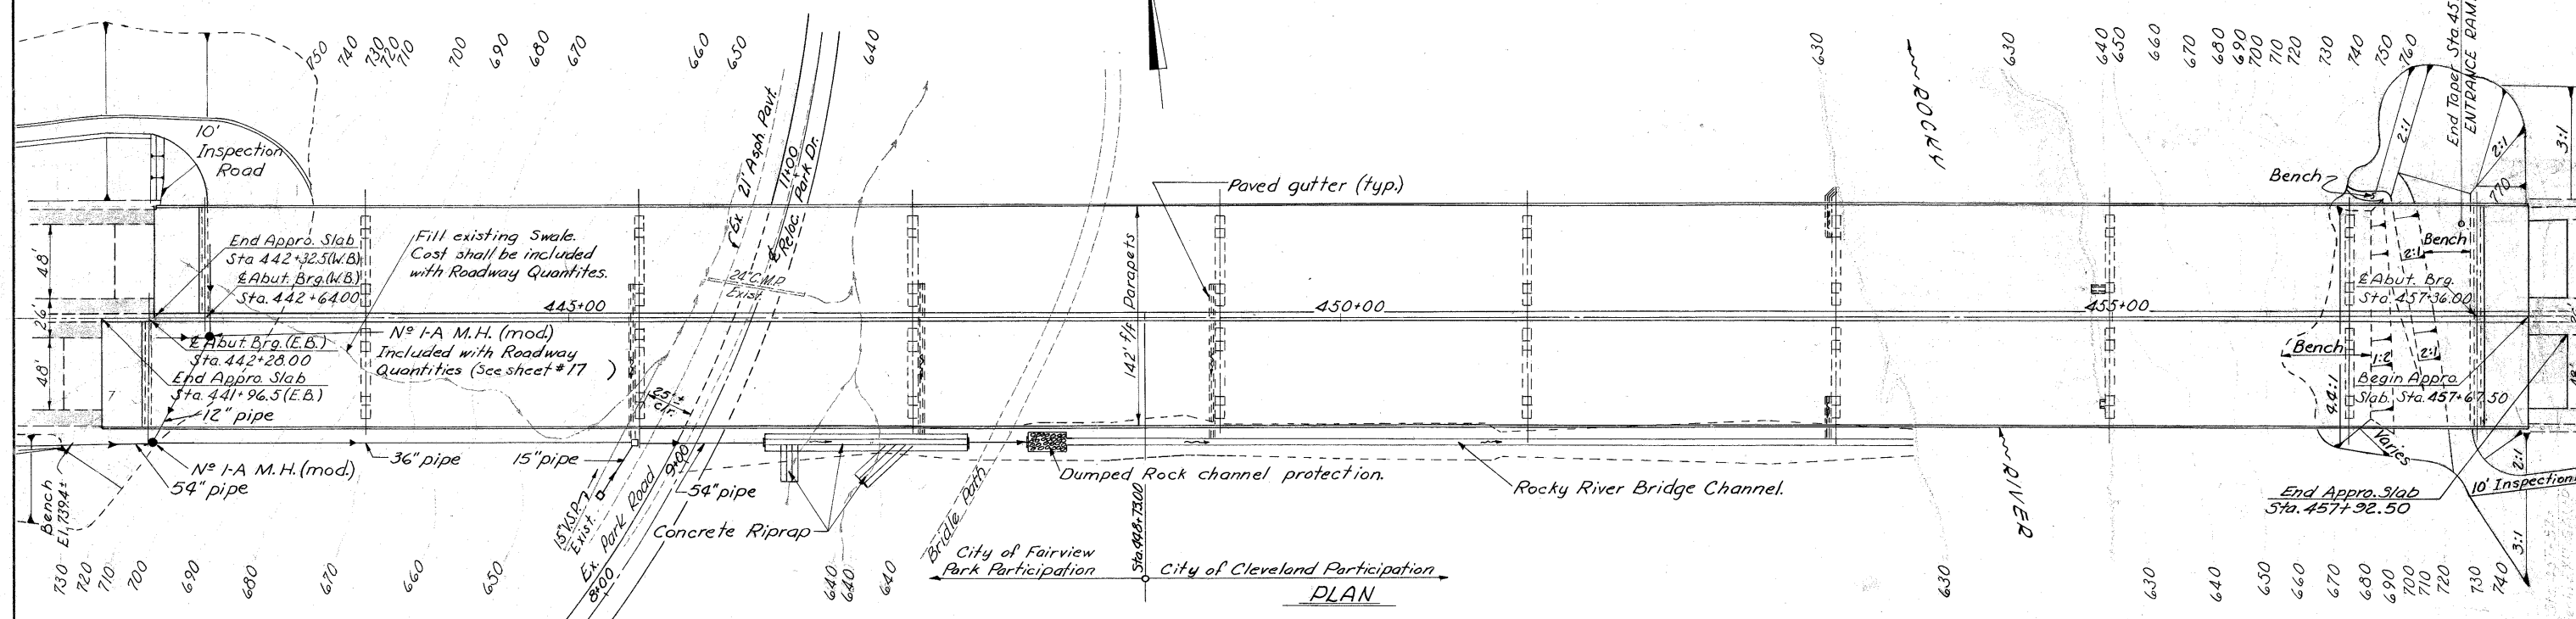 750 740 730 720 710 700 690 680 670 660 650 640 630 630 640 650 660 670 680 690 700 710 720 730 740 750 760
End Taper Sta. 45
ENTRANCE RAM
10'
Inspection
Road
Ex. 21' Asph. Pavt.
11+00
℄ Reloc. Park Dr.
ROCKY
2:1
2:1
3:1
770
Bench
Paved gutter (typ.)
48'
26'
48'
End Appro. Slab
Sta 442+32.5 (W.B)
℄ Abut. Brg. (W.B.)
Sta. 442+64.00
Fill existing Swale.
Cost shall be included
with Roadway Quantites.
24" C.M.P.
Exist.
142' f/f Parapets
2:1
Bench
℄ Abut. Brg.
Sta. 457+36.00
445+00
450+00
455+00
℄ Abut Brg. (E.B.)
Sta. 442+28.00
End Appro. Slab
Sta. 441+96.5 (E.B.)
12" pipe
Nº 1-A M.H. (mod.)
Included with Roadway
Quantities (See sheet #17 )
25'±
clr.
Bench
1:2
2:1
4.4:1
Begin Appro.
Slab. Sta. 457+67.50
Varies
2:1
3:1
10' Inspection
Nº 1-A M.H. (mod.)
54" pipe
36" pipe
15" pipe
54" pipe
Bench
El. 739.4±
15" V.S.P.
Exist.
Ex. Park Road
9+00
8+00
Concrete Riprap
Bridle Path
Dumped Rock channel protection.
Rocky River Bridge Channel.
RIVER
End Appro. Slab
Sta. 457+92.50
Sta. 448+73.00
City of Fairview
Park Participation
City of Cleveland Participation
PLAN
730 720 710 700 690 680 670 660 650 640 640 640 630 630 640 650 660 670 680 690 700 710 720 730 740